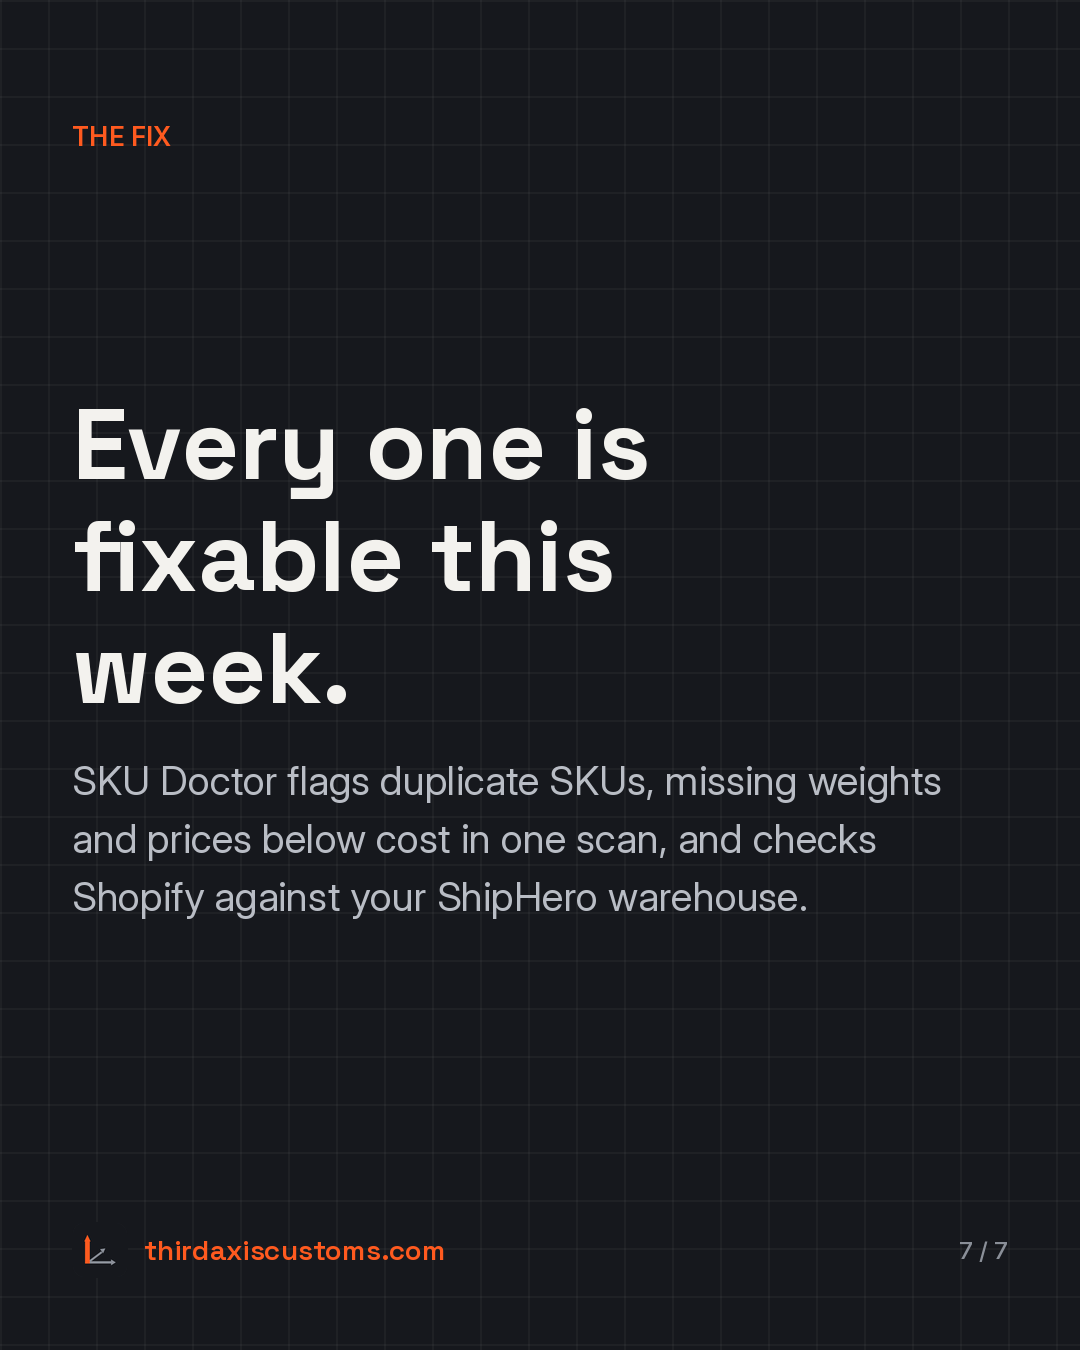 THE FIX
Every one is
fixable this
week.
SKU Doctor flags duplicate SKUs, missing weights
and prices below cost in one scan, and checks
Shopify against your ShipHero warehouse.
thirdaxiscustoms.com
7 / 7